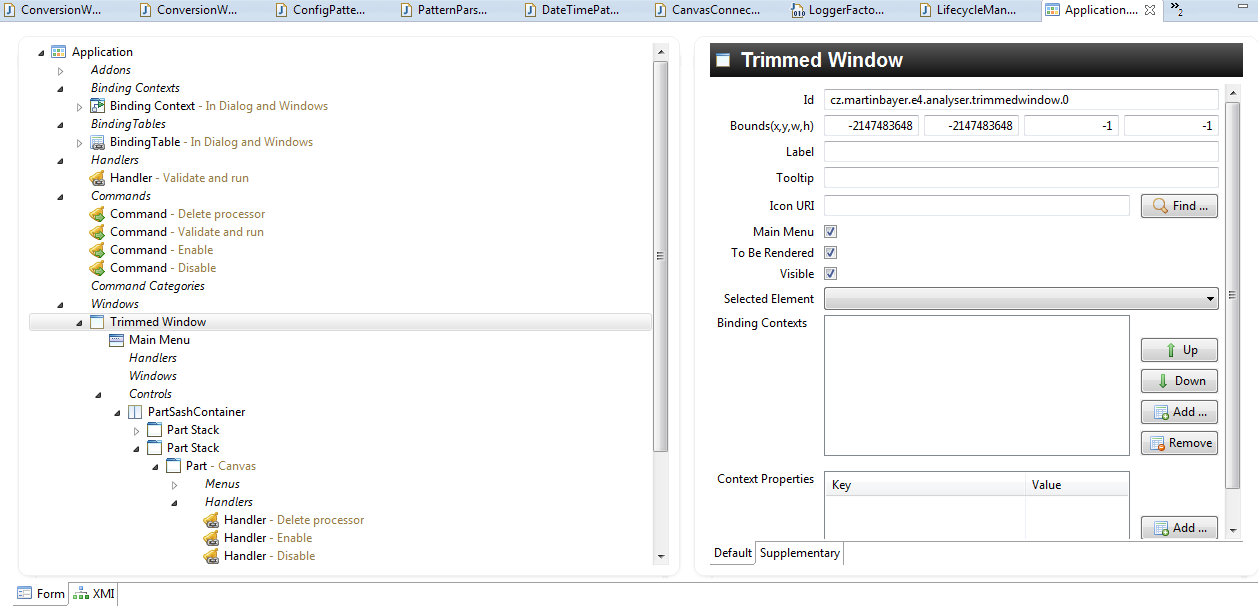 ConversionW... ConversionW... ConfigPatte... PatternPars... DateTimePat... CanvasConnec... LoggerFacto... LifecycleMan... Application.... »2
Application
Addons
Binding Contexts
Binding Context - In Dialog and Windows
BindingTables
BindingTable - In Dialog and Windows
Handlers
Handler - Validate and run
Commands
Command - Delete processor
Command - Validate and run
Command - Enable
Command - Disable
Command Categories
Windows
Trimmed Window
Main Menu
Handlers
Windows
Controls
PartSashContainer
Part Stack
Part Stack
Part - Canvas
Menus
Handlers
Handler - Delete processor
Handler - Enable
Handler - Disable
Form XMI
Trimmed Window
Id cz.martinbayer.e4.analyser.trimmedwindow.0
Bounds(x,y,w,h) -2147483648 -2147483648 -1 -1
Label
Tooltip
Icon URI Find ...
Main Menu
To Be Rendered
Visible
Selected Element
Binding Contexts
Up
Down
Add ...
Remove
Context Properties Key Value
Add ...
Default Supplementary